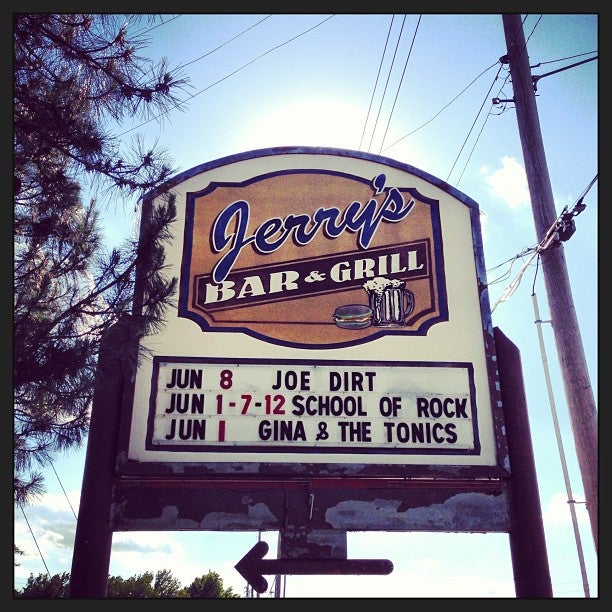 Jerry's
BAR & GRILL
JUN 8 JOE DIRT
JUN 1-7-12 SCHOOL OF ROCK
JUN 1 GINA & THE TONICS